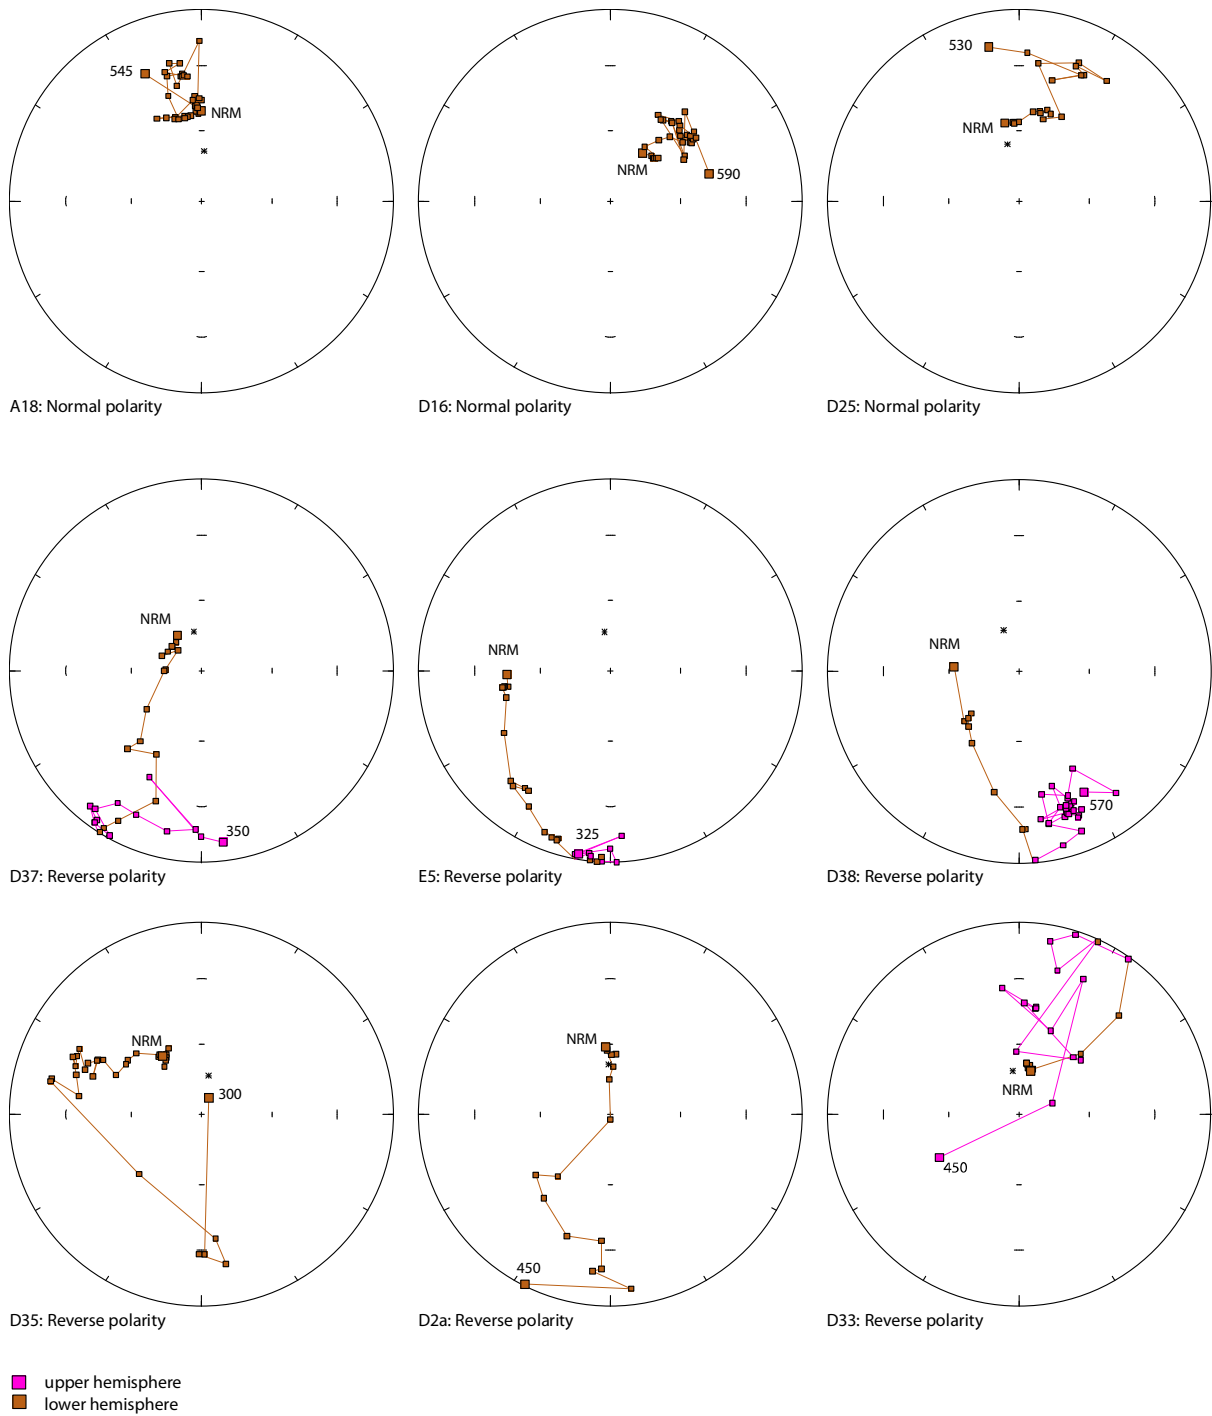 545
NRM
A18: Normal polarity
NRM
590
D16: Normal polarity
530
NRM
D25: Normal polarity
NRM
350
D37: Reverse polarity
NRM
325
E5: Reverse polarity
NRM
570
D38: Reverse polarity
NRM
300
D35: Reverse polarity
NRM
450
D2a: Reverse polarity
NRM
450
D33: Reverse polarity
upper hemisphere
lower hemisphere